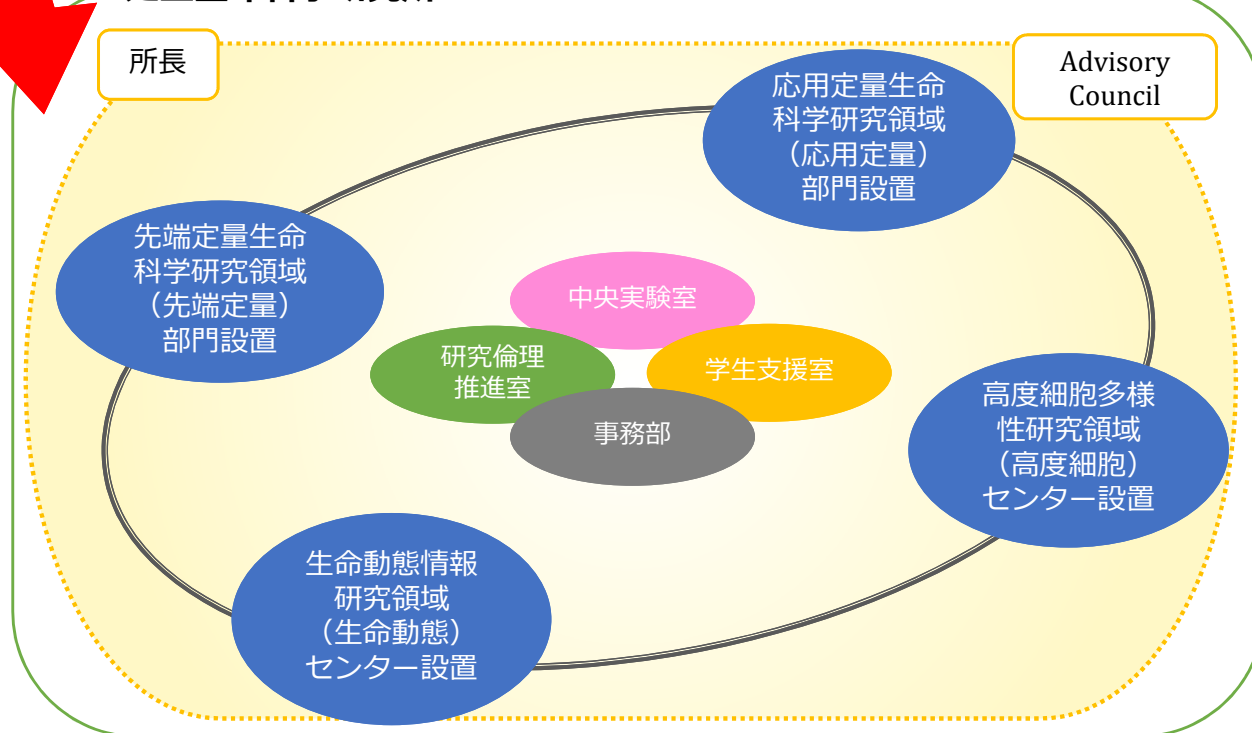 所長
Advisory
Council
応用定量生命
科学研究領域
（応用定量）
部門設置
先端定量生命
科学研究領域
（先端定量）
部門設置
中央実験室
研究倫理
推進室
学生支援室
事務部
高度細胞多様
性研究領域
（高度細胞）
センター設置
生命動態情報
研究領域
（生命動態）
センター設置